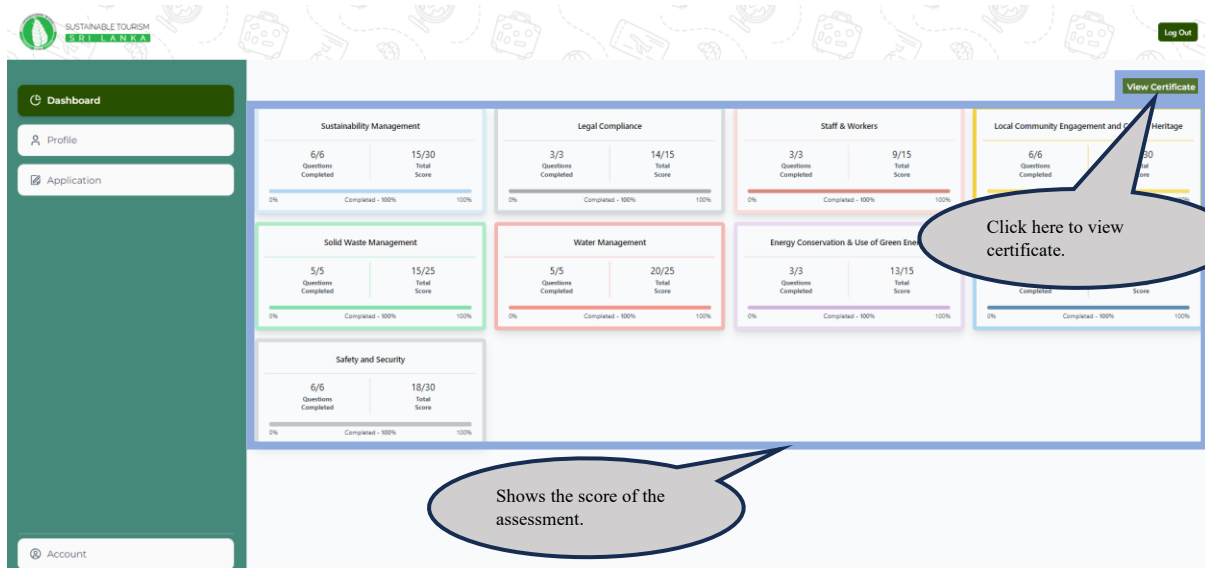 SUSTAINABLE TOURISM
SRI LANKA
Log Out
Dashboard
Profile
Application
Account
View Certificate
Sustainability Management
6/6 15/30
Questions Total
Completed Score
0% Completed - 100% 100%
Legal Compliance
3/3 14/15
Questions Total
Completed Score
0% Completed - 100% 100%
Staff & Workers
3/3 9/15
Questions Total
Completed Score
0% Completed - 100% 100%
Local Community Engagement and Heritage
6/6
Questions
Completed
Click here to view
certificate.
Solid Waste Management
5/5 15/25
Questions Total
Completed Score
0% Completed - 100% 100%
Water Management
5/5 20/25
Questions Total
Completed Score
0% Completed - 100% 100%
Energy Conservation & Use of Green
3/3 13/15
Questions Total
Completed Score
0% Completed - 100% 100%
Completed Score
0% Completed - 100% 100%
Safety and Security
6/6 18/30
Questions Total
Completed Score
0% Completed - 100% 100%
Shows the score of the
assessment.